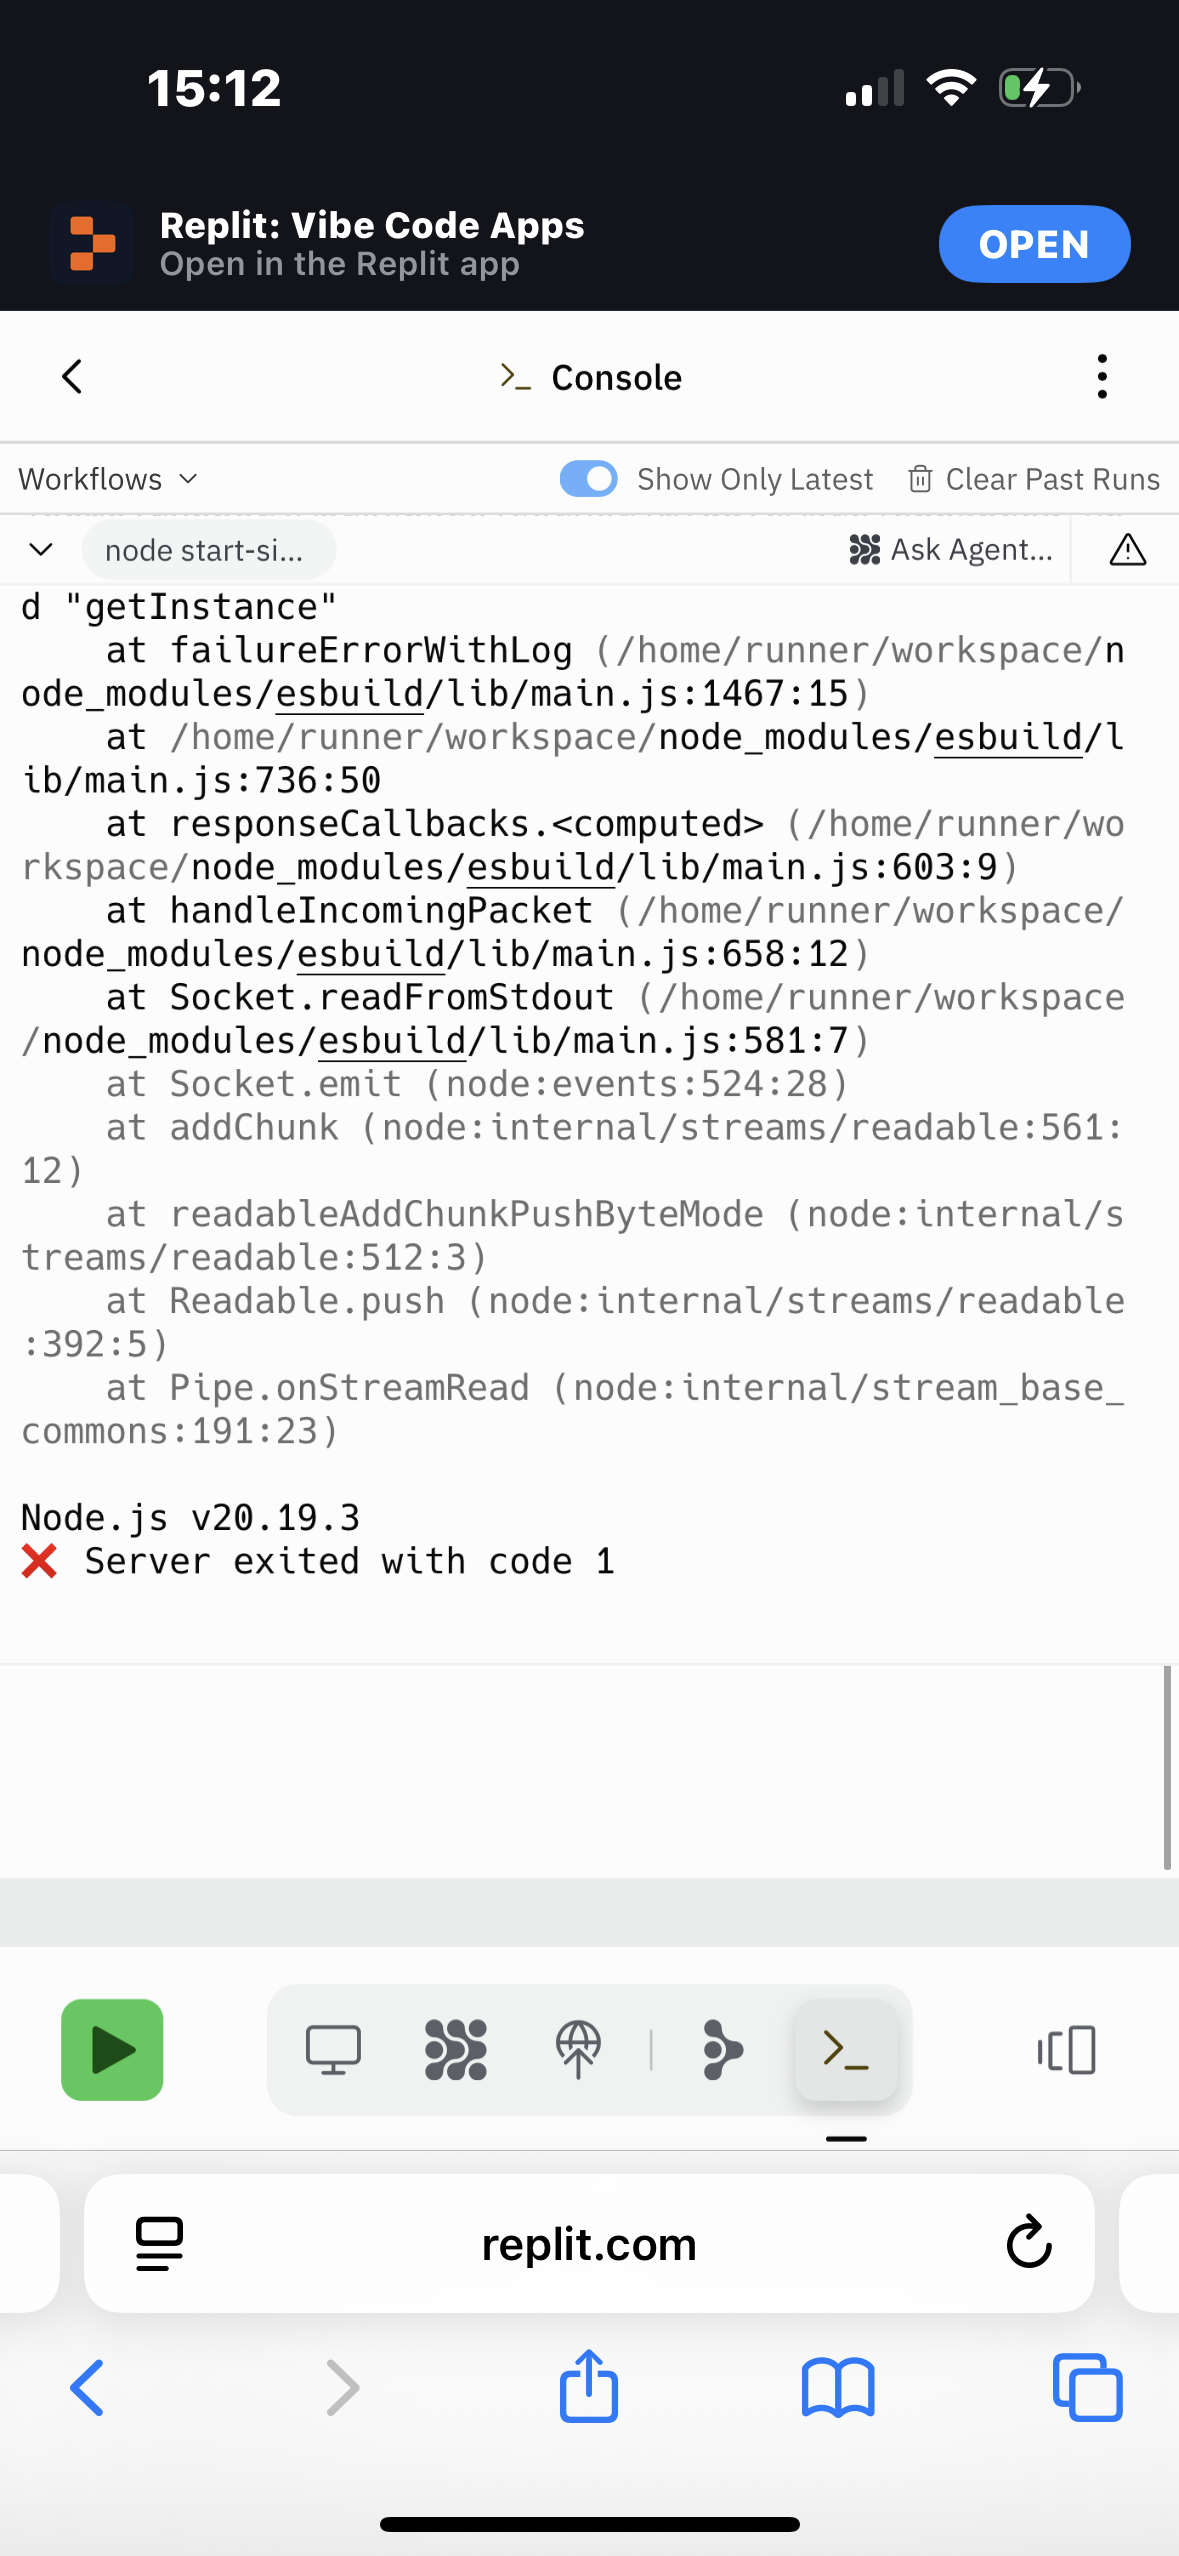 15:12
Replit: Vibe Code Apps
Open in the Replit app
OPEN
Console
Workflows
Show Only Latest
Clear Past Runs
node start-si...
Ask Agent...
d "getInstance"
    at failureErrorWithLog (/home/runner/workspace/n
ode_modules/esbuild/lib/main.js:1467:15)
    at /home/runner/workspace/node_modules/esbuild/l
ib/main.js:736:50
    at responseCallbacks.<computed> (/home/runner/wo
rkspace/node_modules/esbuild/lib/main.js:603:9)
    at handleIncomingPacket (/home/runner/workspace/
node_modules/esbuild/lib/main.js:658:12)
    at Socket.readFromStdout (/home/runner/workspace
/node_modules/esbuild/lib/main.js:581:7)
    at Socket.emit (node:events:524:28)
    at addChunk (node:internal/streams/readable:561:
12)
    at readableAddChunkPushByteMode (node:internal/s
treams/readable:512:3)
    at Readable.push (node:internal/streams/readable
:392:5)
    at Pipe.onStreamRead (node:internal/stream_base_
commons:191:23)
Node.js v20.19.3
❌ Server exited with code 1
replit.com